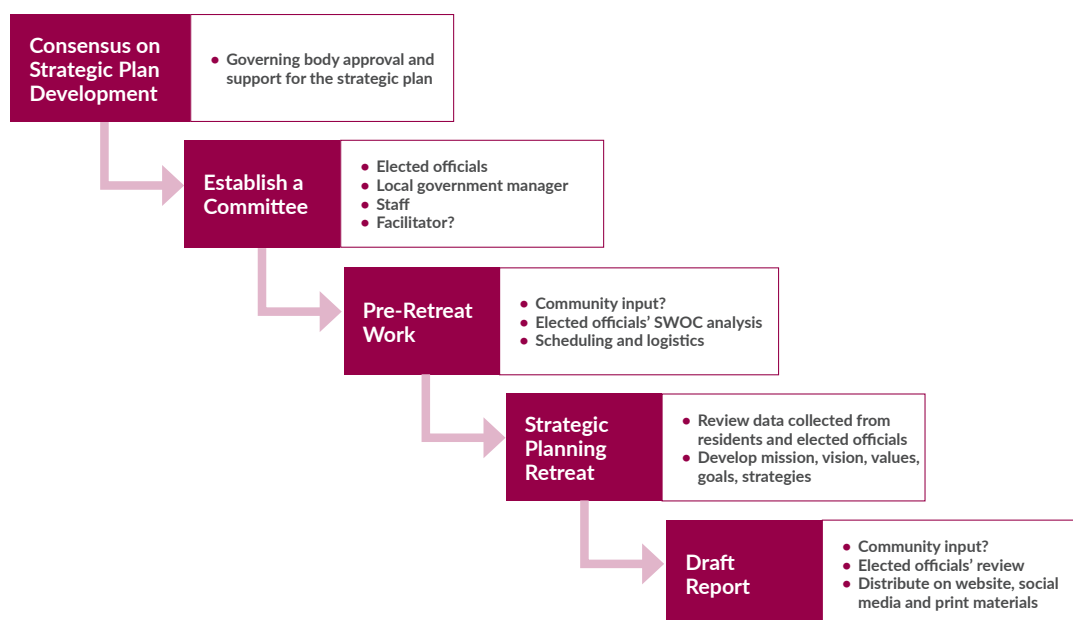 Consensus on
Strategic Plan
Development
• Governing body approval and
support for the strategic plan
Establish a
Committee
• Elected officials
• Local government manager
• Staff
• Facilitator?
Pre-Retreat
Work
• Community input?
• Elected officials' SWOC analysis
• Scheduling and logistics
Strategic
Planning
Retreat
• Review data collected from
residents and elected officials
• Develop mission, vision, values,
goals, strategies
Draft
Report
• Community input?
• Elected officials' review
• Distribute on website, social
media and print materials